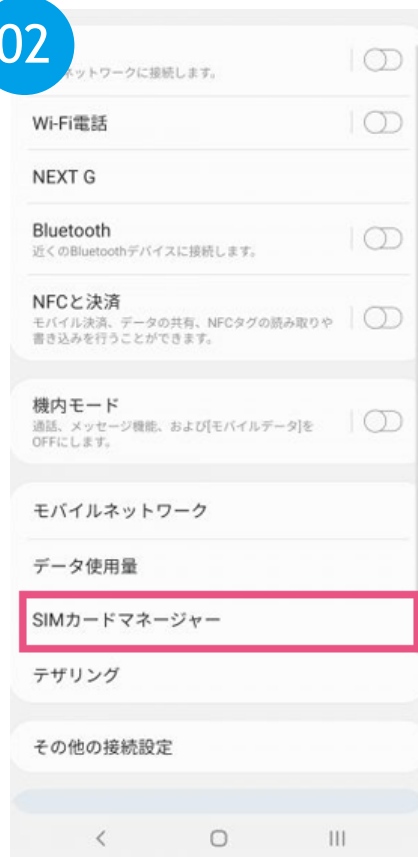 02
ネットワークに接続します。
Wi-Fi電話
NEXT G
Bluetooth
近くのBluetoothデバイスに接続します。
NFCと決済
モバイル決済、データの共有、NFCタグの読み取りや
書き込みを行うことができます。
機内モード
通話、メッセージ機能、および[モバイルデータ]を
OFFにします。
モバイルネットワーク
データ使用量
SIMカードマネージャー
テザリング
その他の接続設定